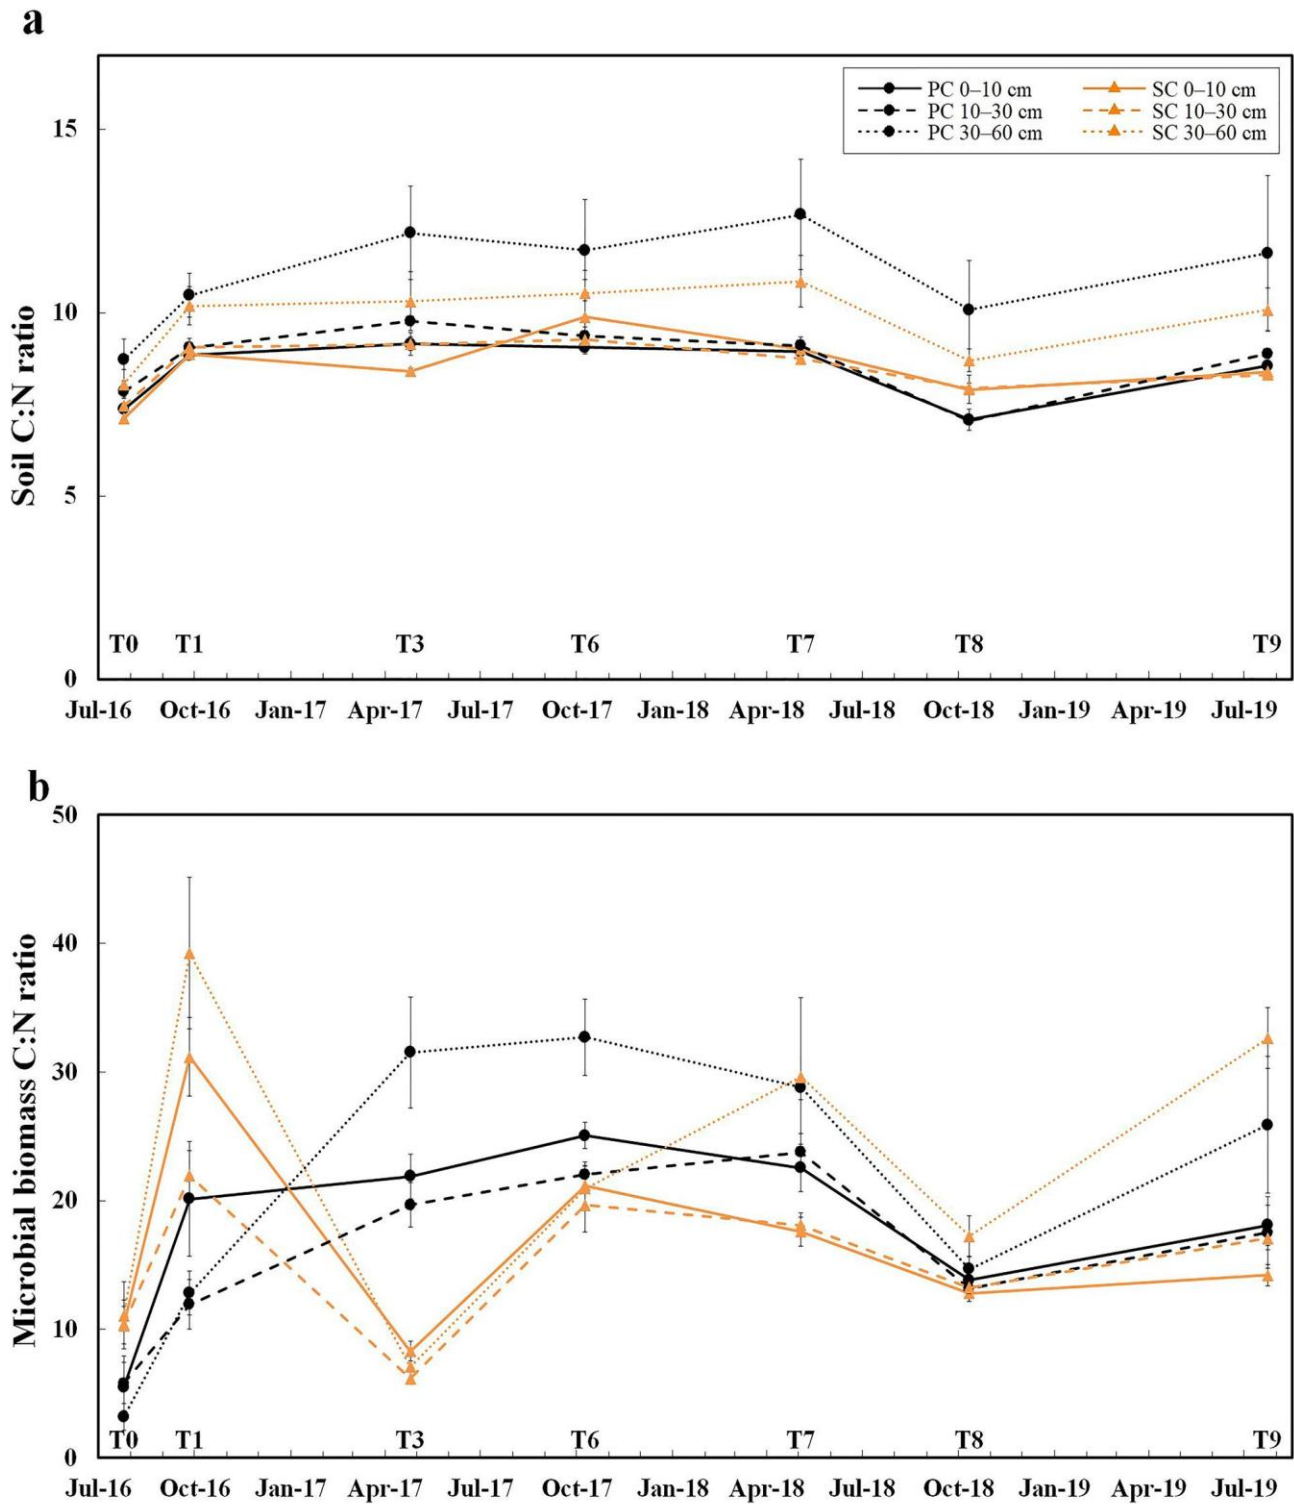 a
PC 0–10 cm SC 0–10 cm
PC 10–30 cm SC 10–30 cm
PC 30–60 cm SC 30–60 cm
15
10
5
0
Soil C:N ratio
T0 T1 T3 T6 T7 T8 T9
Jul-16 Oct-16 Jan-17 Apr-17 Jul-17 Oct-17 Jan-18 Apr-18 Jul-18 Oct-18 Jan-19 Apr-19 Jul-19
b
50
40
30
20
10
0
Microbial biomass C:N ratio
T0 T1 T3 T6 T7 T8 T9
Jul-16 Oct-16 Jan-17 Apr-17 Jul-17 Oct-17 Jan-18 Apr-18 Jul-18 Oct-18 Jan-19 Apr-19 Jul-19